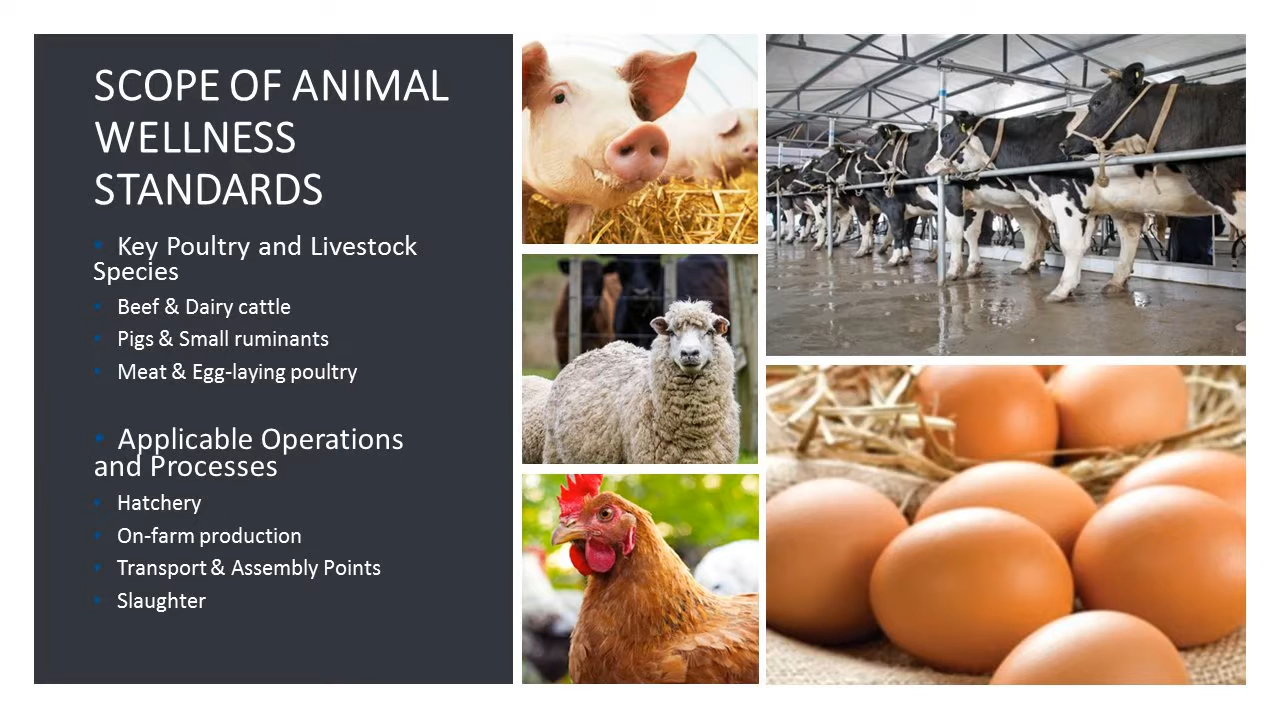 SCOPE OF ANIMAL
WELLNESS
STANDARDS
• Key Poultry and Livestock
Species
• Beef & Dairy cattle
• Pigs & Small ruminants
• Meat & Egg-laying poultry
• Applicable Operations
and Processes
• Hatchery
• On-farm production
• Transport & Assembly Points
• Slaughter